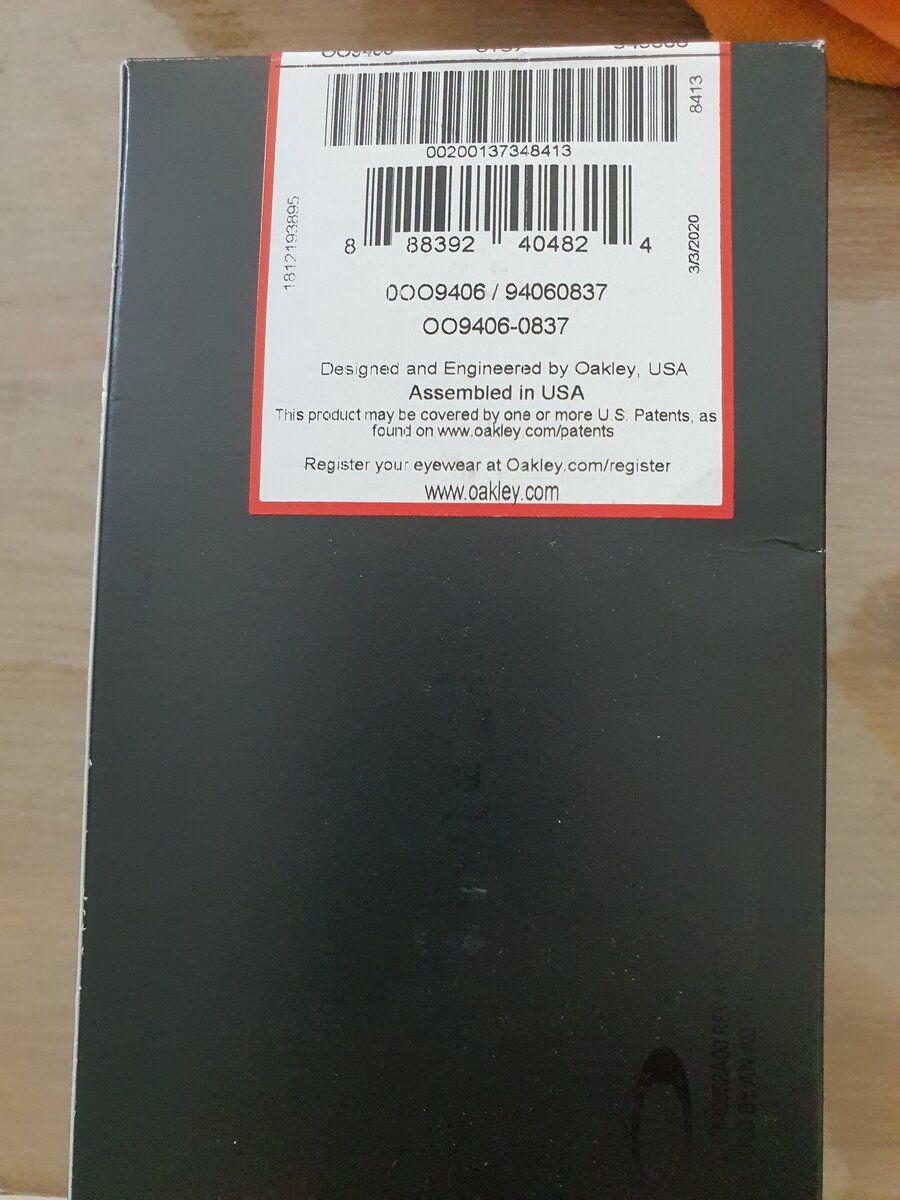 00200137348413
8413
8 88392 40482 4
1812193895
3/3/2020
0OO9406 / 94060837
OO9406-0837
Designed and Engineered by Oakley, USA
Assembled in USA
This product may be covered by one or more U.S. Patents, as
found on www.oakley.com/patents
Register your eyewear at Oakley.com/register
www.oakley.com